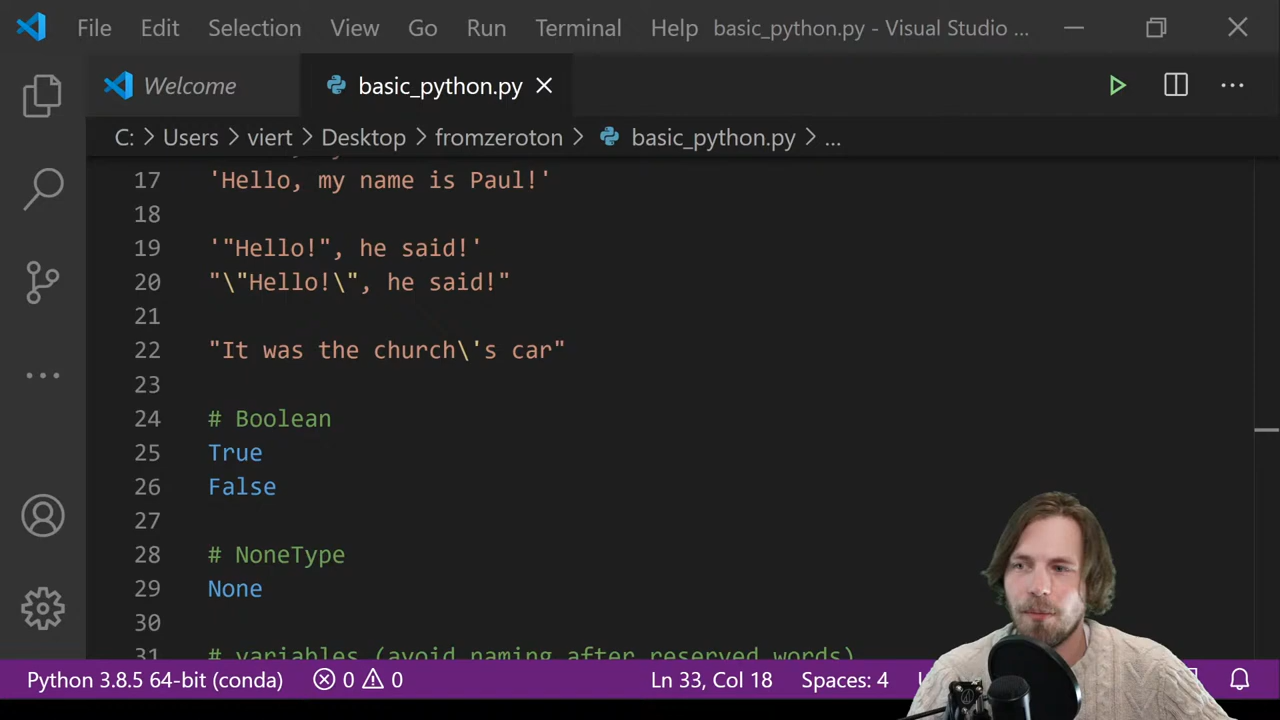 File Edit Selection View Go Run Terminal Help basic_python.py - Visual Studio ...
Welcome basic_python.py
C: > Users > viert > Desktop > fromzeroton > basic_python.py > ...
17 'Hello, my name is Paul!'
18
19 '"Hello!", he said!'
20 "\"Hello!\", he said!"
21
22 "It was the church\'s car"
23
24 # Boolean
25 True
26 False
27
28 # NoneType
29 None
30
31 # variables (avoid naming after reserved words)
Python 3.8.5 64-bit (conda) 0 0 Ln 33, Col 18 Spaces: 4